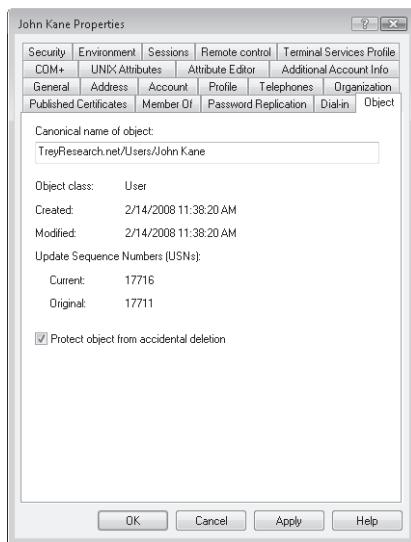 John Kane Properties
Security Environment Sessions Remote control Terminal Services Profile
COM+ UNIX Attributes Attribute Editor Additional Account Info
General Address Account Profile Telephones Organization
Published Certificates Member Of Password Replication Dial-in Object
Canonical name of object:
TreyResearch.net/Users/John Kane
Object class: User
Created: 2/14/2008 11:38:20 AM
Modified: 2/14/2008 11:38:20 AM
Update Sequence Numbers (USNs):
Current: 17716
Original: 17711
Protect object from accidental deletion
OK Cancel Apply Help